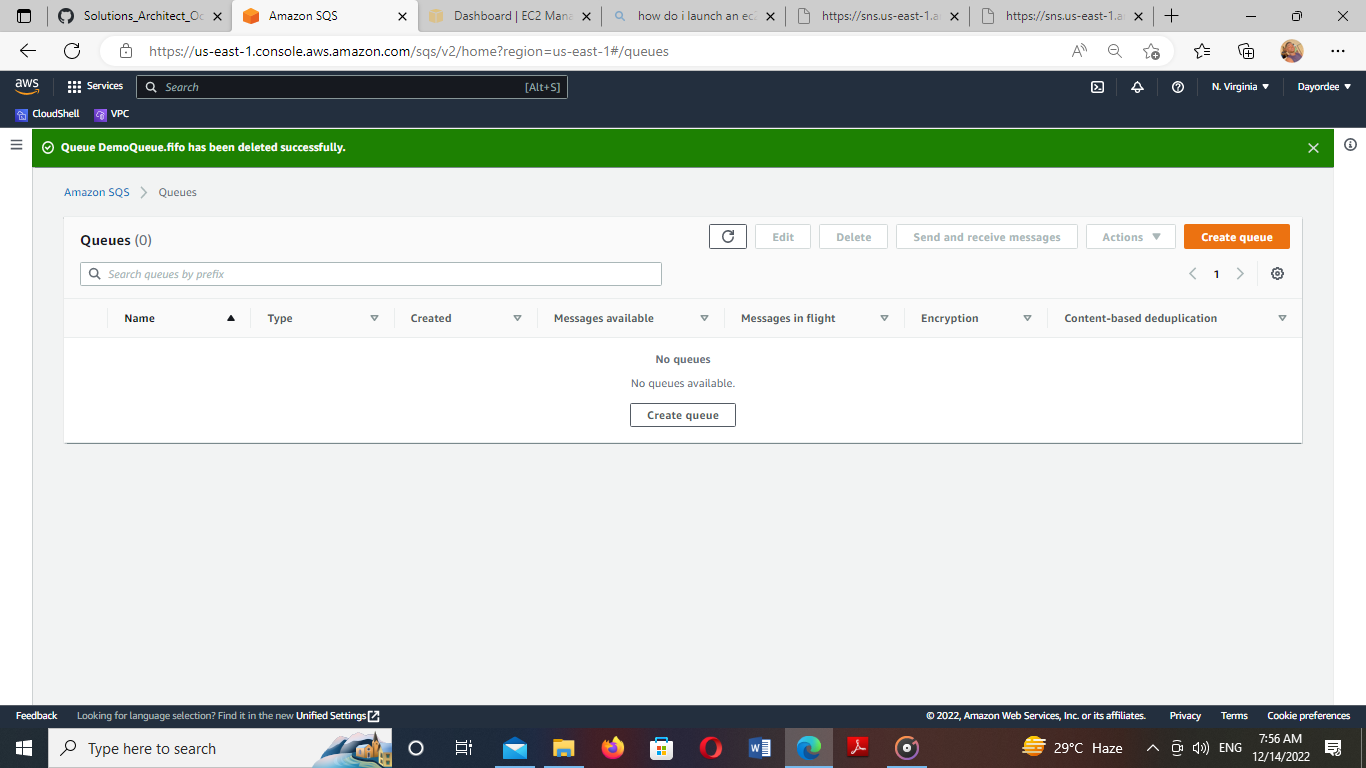 Solutions_Architect_Oc
Amazon SQS
Dashboard | EC2 Mana
how do i launch an ec2
https://sns.us-east-1.a
https://sns.us-east-1.a
https://us-east-1.console.aws.amazon.com/sqs/v2/home?region=us-east-1#/queues
aws
Services
Search
[Alt+S]
N. Virginia
Dayordee
CloudShell
VPC
Queue DemoQueue.fifo has been deleted successfully.
Amazon SQS
Queues
Queues (0)
Edit
Delete
Send and receive messages
Actions
Create queue
Search queues by prefix
1
Name
Type
Created
Messages available
Messages in flight
Encryption
Content-based deduplication
No queues
No queues available.
Create queue
Feedback
Looking for language selection? Find it in the new Unified Settings
© 2022, Amazon Web Services, Inc. or its affiliates.
Privacy
Terms
Cookie preferences
Type here to search
29°C Haze
ENG
7:56 AM
12/14/2022